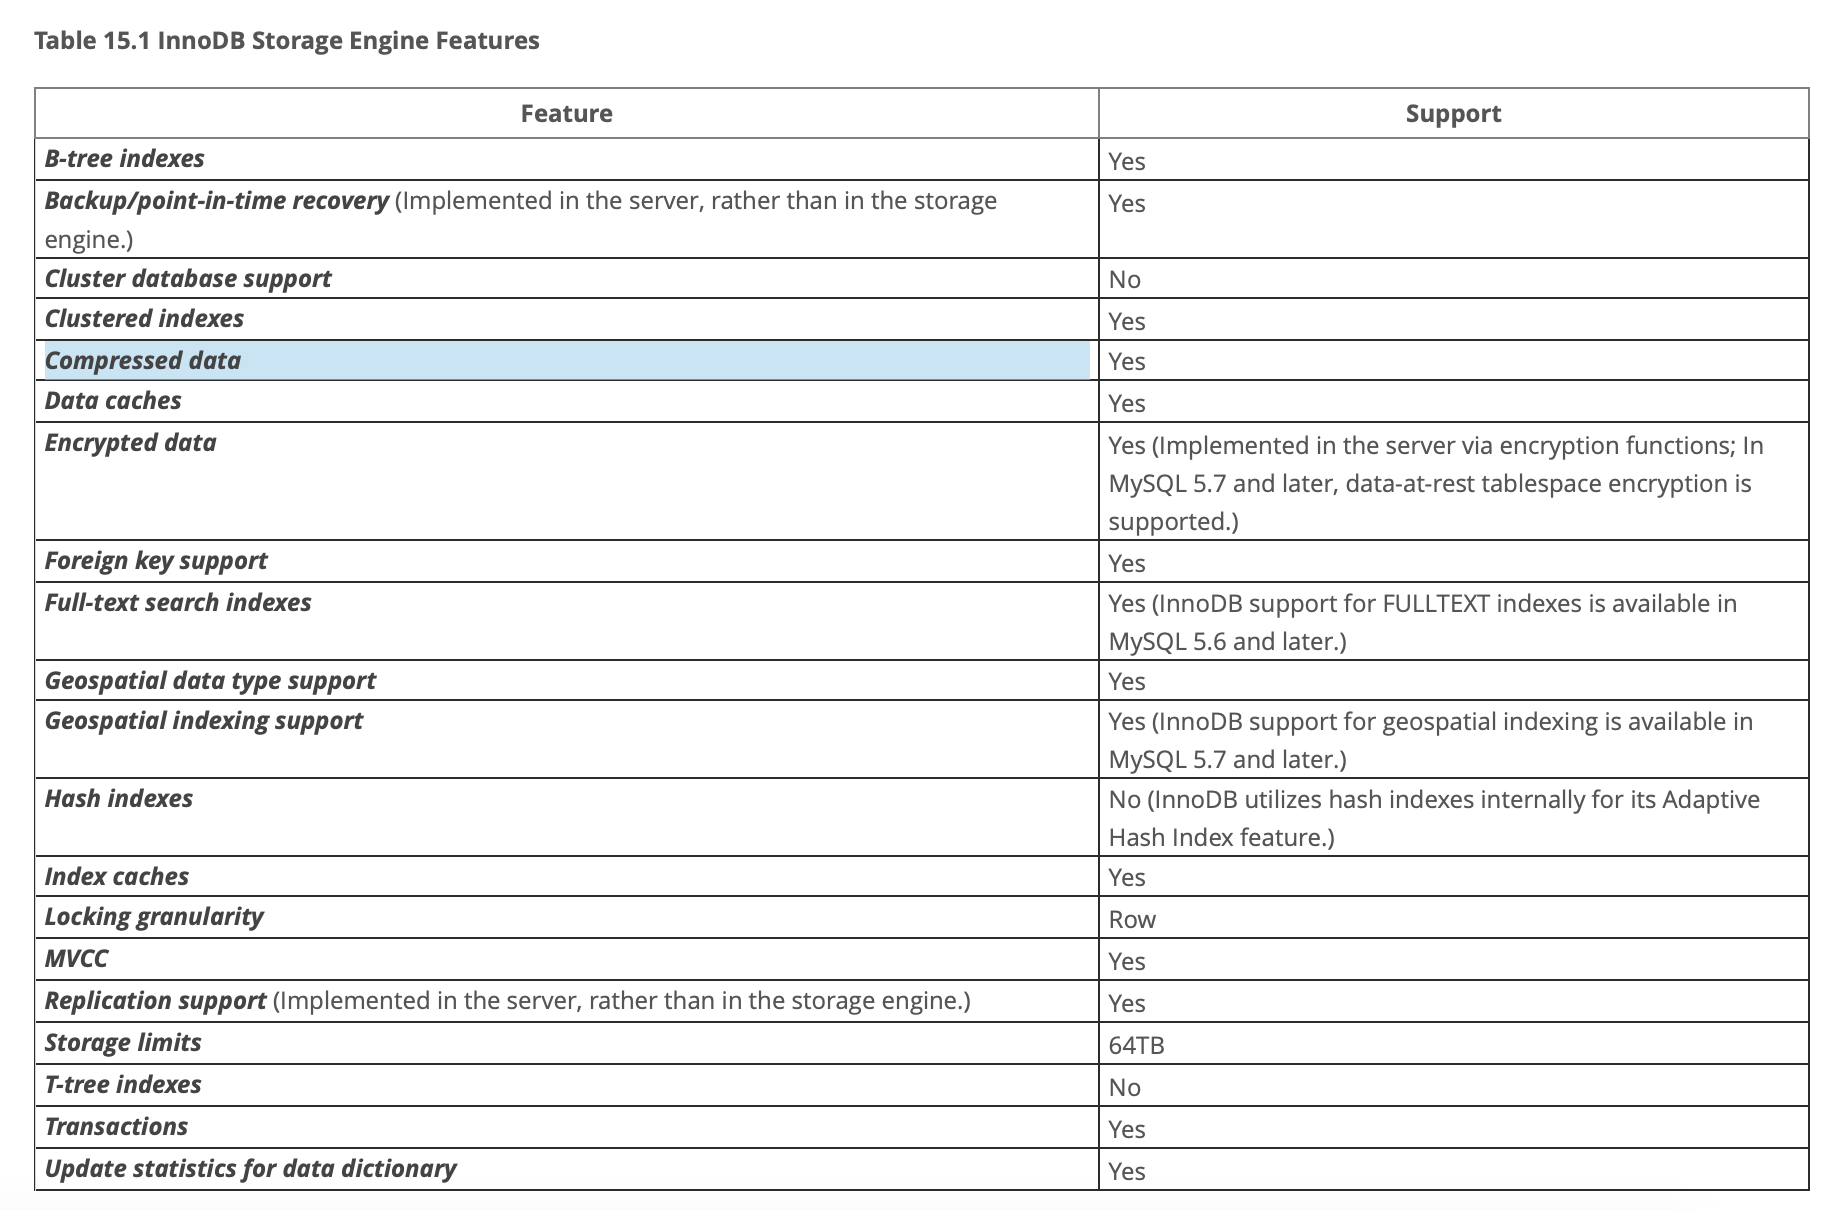 Table 15.1 InnoDB Storage Engine Features
Feature Support
B-tree indexes Yes
Backup/point-in-time recovery (Implemented in the server, rather than in the storage Yes
engine.)
Cluster database support No
Clustered indexes Yes
Compressed data Yes
Data caches Yes
Encrypted data Yes (Implemented in the server via encryption functions; In
MySQL 5.7 and later, data-at-rest tablespace encryption is
supported.)
Foreign key support Yes
Full-text search indexes Yes (InnoDB support for FULLTEXT indexes is available in
MySQL 5.6 and later.)
Geospatial data type support Yes
Geospatial indexing support Yes (InnoDB support for geospatial indexing is available in
MySQL 5.7 and later.)
Hash indexes No (InnoDB utilizes hash indexes internally for its Adaptive
Hash Index feature.)
Index caches Yes
Locking granularity Row
MVCC Yes
Replication support (Implemented in the server, rather than in the storage engine.) Yes
Storage limits 64TB
T-tree indexes No
Transactions Yes
Update statistics for data dictionary Yes